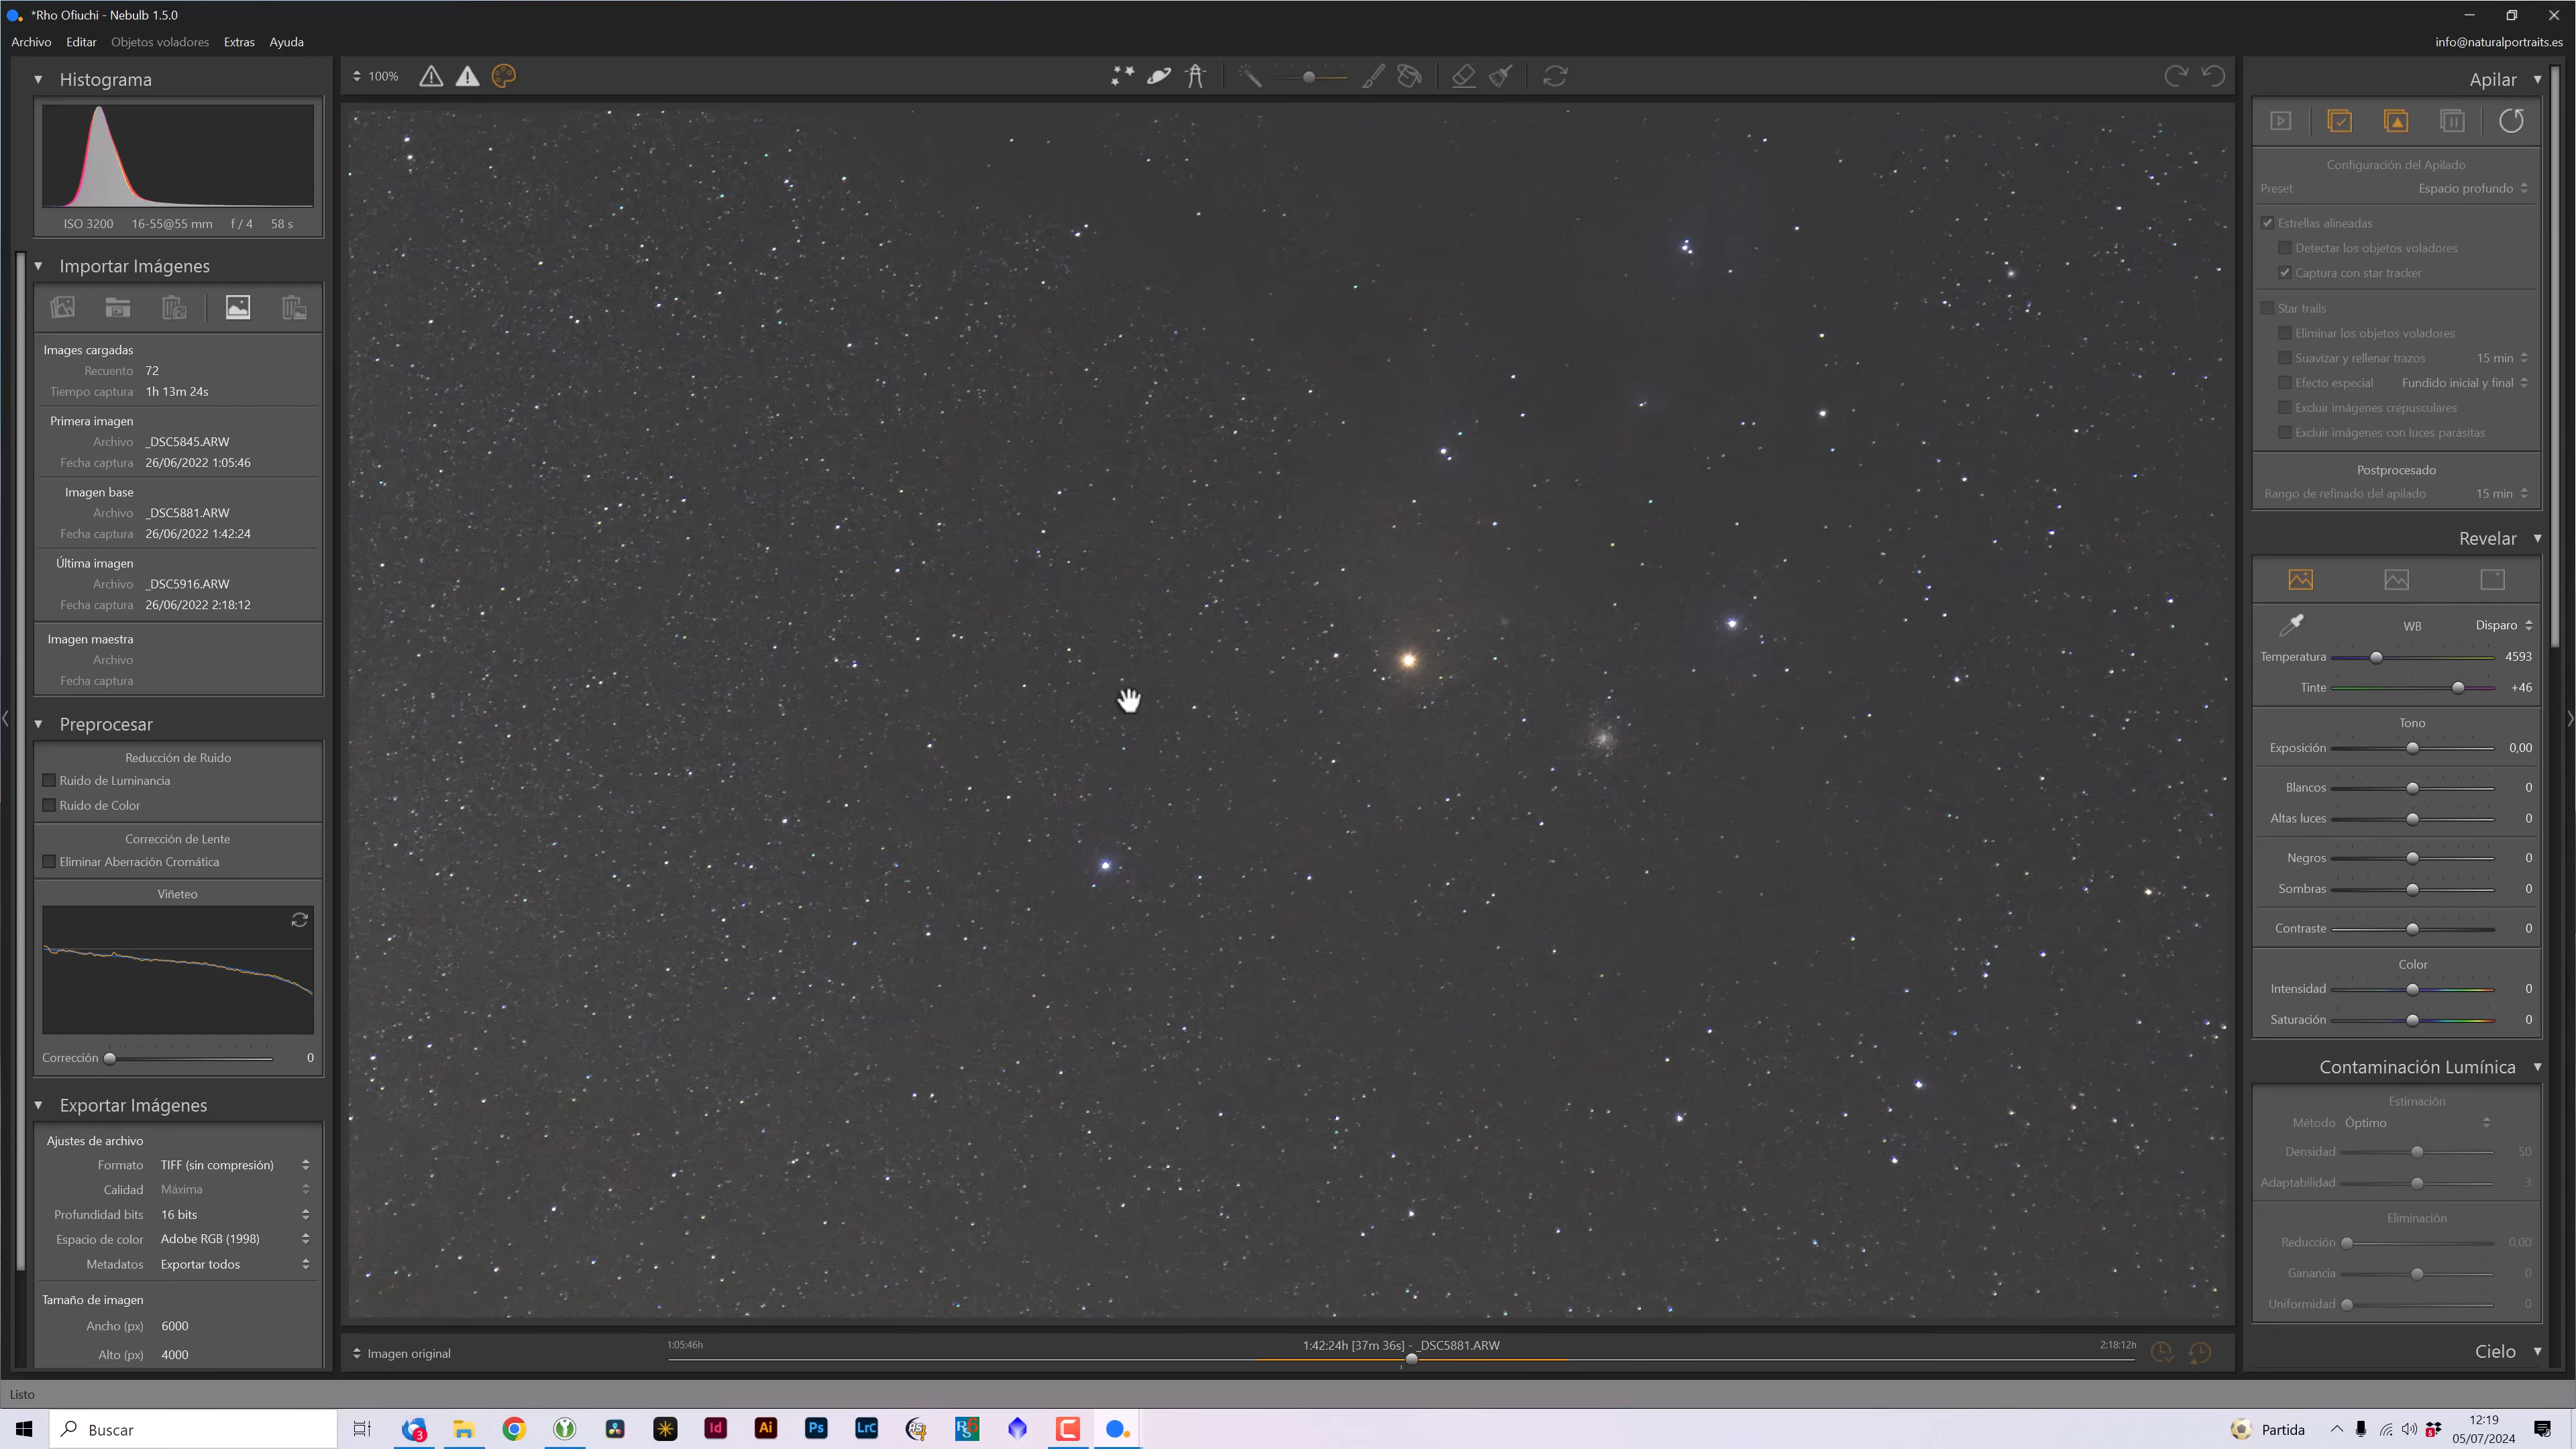 *Rho Ofiuchi - Nebulb 1.5.0
Archivo Editar Objetos voladores Extras Ayuda
info@naturalportraits.es
Histograma
ISO 3200 16-55@55 mm f / 4 58 s
Importar Imágenes
Images cargadas
Recuento 72
Tiempo captura 1h 13m 24s
Primera imagen
Archivo _DSC5845.ARW
Fecha captura 26/06/2022 1:05:46
Imagen base
Archivo _DSC5881.ARW
Fecha captura 26/06/2022 1:42:24
Última imagen
Archivo _DSC5916.ARW
Fecha captura 26/06/2022 2:18:12
Imagen maestra
Archivo
Fecha captura
Preprocesar
Reducción de Ruido
Ruido de Luminancia
Ruido de Color
Corrección de Lente
Eliminar Aberración Cromática
Viñeteo
Corrección 0
Exportar Imágenes
Ajustes de archivo
Formato TIFF (sin compresión)
Calidad Máxima
Profundidad bits 16 bits
Espacio de color Adobe RGB (1998)
Metadatos Exportar todos
Tamaño de imagen
Ancho (px) 6000
Alto (px) 4000
100%
1:05:46h 1:42:24h [37m 36s] - _DSC5881.ARW 2:18:12h
Imagen original
Apilar
Configuración del Apilado
Preset Espacio profundo
Estrellas alineadas
Detectar los objetos voladores
Captura con star tracker
Star trails
Eliminar los objetos voladores
Suavizar y rellenar trazos 15 min
Efecto especial Fundido inicial y final
Excluir imágenes crepusculares
Excluir imágenes con luces parásitas
Postprocesado
Rango de refinado del apilado 15 min
Revelar
WB Disparo
Temperatura 4593
Tinte +46
Tono
Exposición 0,00
Blancos 0
Altas luces 0
Negros 0
Sombras 0
Contraste 0
Color
Intensidad 0
Saturación 0
Contaminación Lumínica
Estimación
Método Óptimo
Densidad 50
Adaptabilidad 3
Eliminación
Reducción 0,00
Ganancia 0
Uniformidad 0
Cielo
Listo
Buscar
3
Id
Ai
Ps
LrC
Partida
12:19
05/07/2024